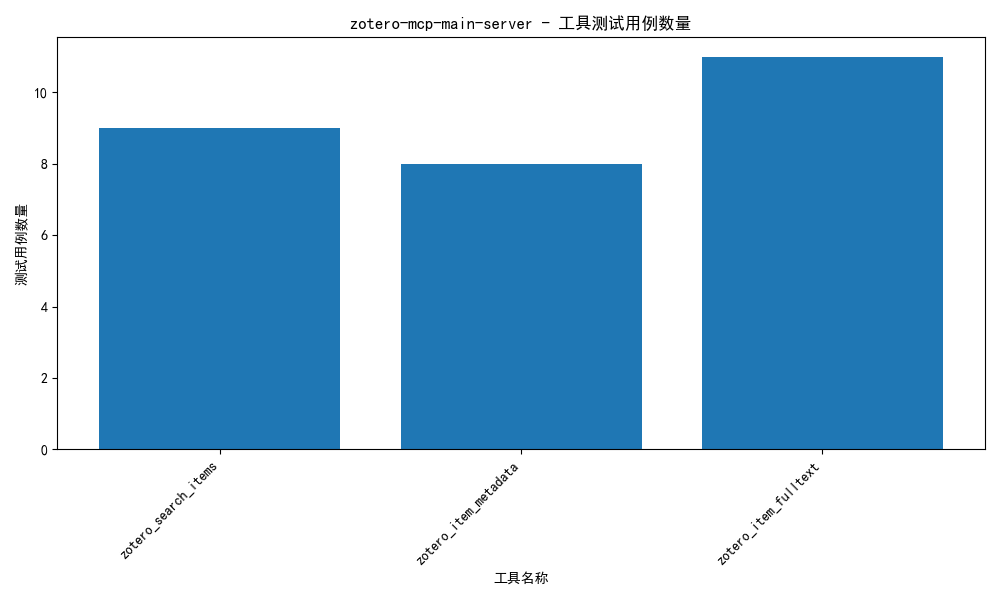 zotero-mcp-main-server - 工具测试用例数量
测试用例数量
10
8
6
4
2
0
zotero_search_items
zotero_item_metadata
zotero_item_fulltext
工具名称